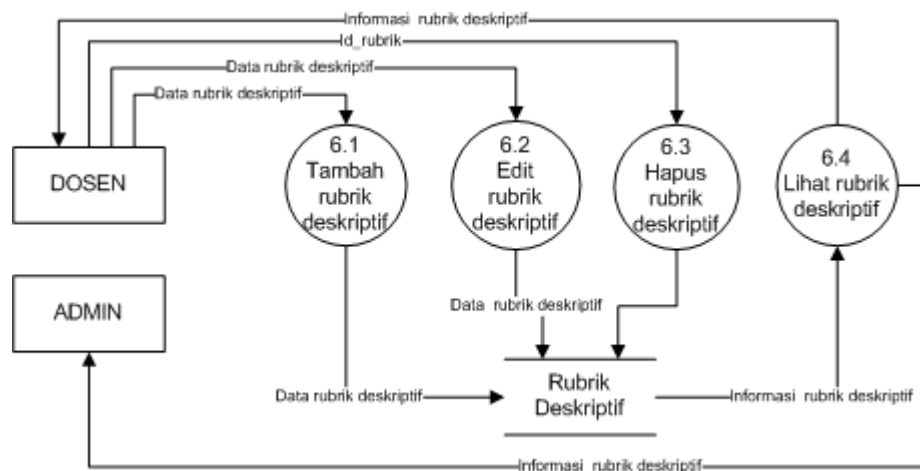 Informasi rubrik deskriptif
Id_rubrik
Data rubrik deskriptif
Data rubrik deskriptif
DOSEN
6.1
Tambah
rubrik
deskriptif
6.2
Edit
rubrik
deskriptif
6.3
Hapus
rubrik
deskriptif
6.4
Lihat rubrik
deskriptif
ADMIN
Data rubrik deskriptif
Rubrik
Deskriptif
Data rubrik deskriptif
Informasi rubrik deskriptif
Informasi rubrik deskriptif